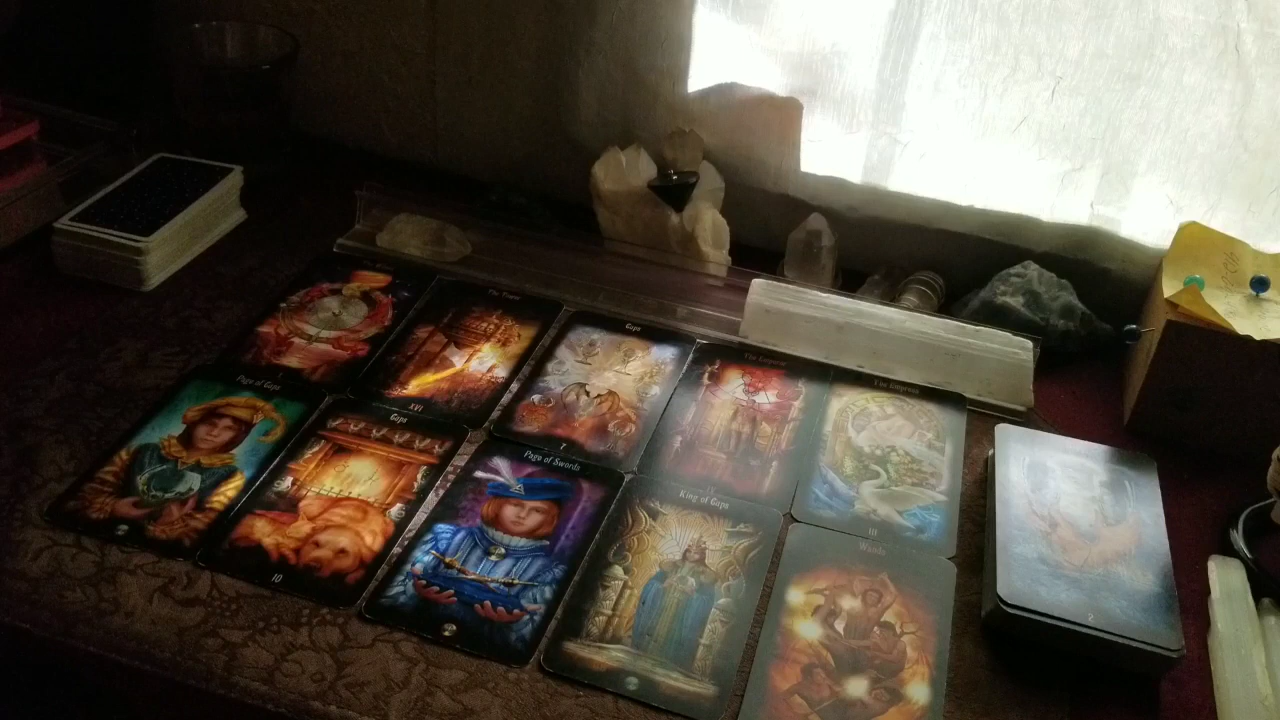 The Tower
XVI
Cups
7
The Emperor
The Empress
III
Page of Cups
Cups
10
Page of Swords
King of Cups
Wands
2